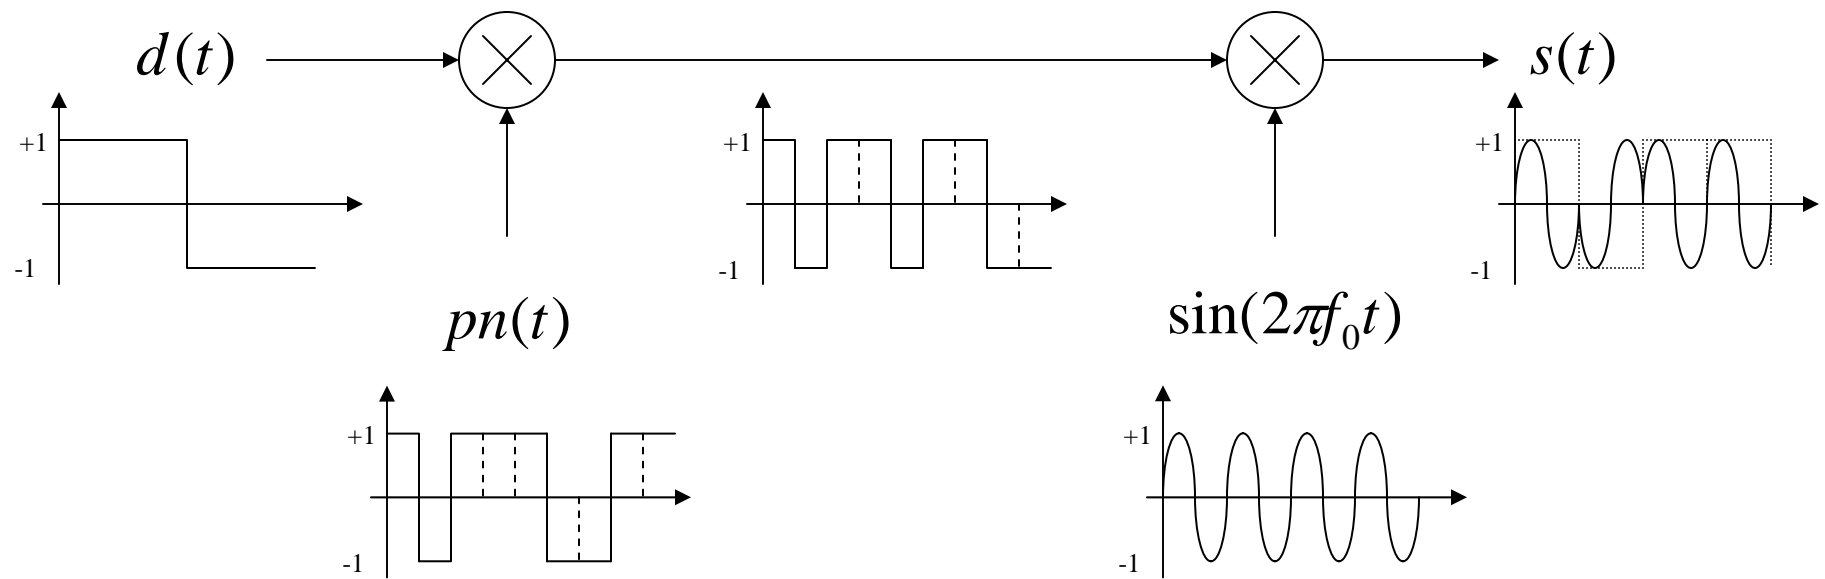 d(t)
s(t)
+1
-1
+1
-1
+1
-1
pn(t)
sin(2πf₀t)
+1
-1
+1
-1